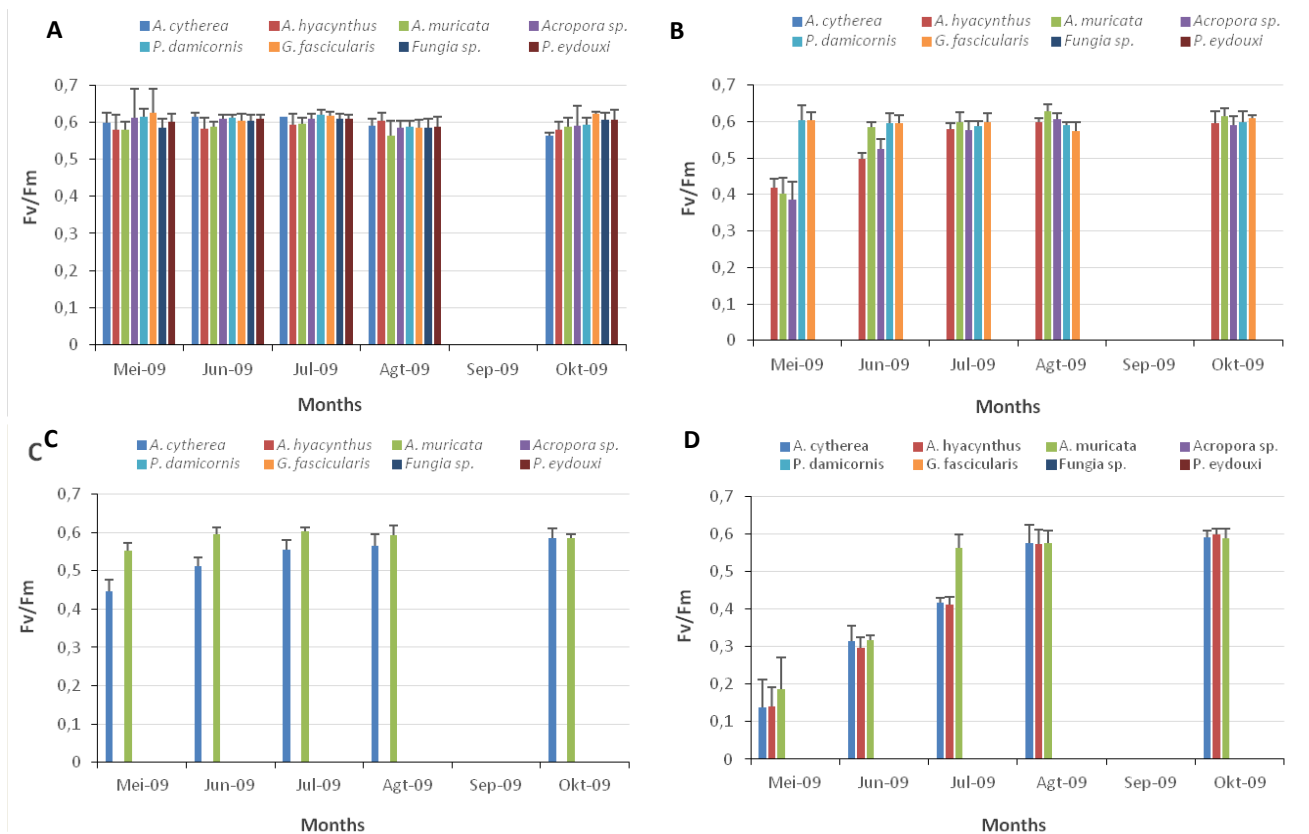 A
A. cytherea A. hyacynthus A. muricata Acropora sp.
P. damicornis G. fascicularis Fungia sp. P. eydouxi
0,7
0,6
0,5
0,4
0,3
0,2
0,1
0
Fv/Fm
Mei-09 Jun-09 Jul-09 Agt-09 Sep-09 Okt-09
Months
B
A. cytherea A. hyacynthus A. muricata Acropora sp.
P. damicornis G. fascicularis Fungia sp. P. eydouxi
0,7
0,6
0,5
0,4
0,3
0,2
0,1
0
Fv/Fm
Mei-09 Jun-09 Jul-09 Agt-09 Sep-09 Okt-09
Months
C C
A. cytherea A. hyacynthus A. muricata Acropora sp.
P. damicornis G. fascicularis Fungia sp. P. eydouxi
0,7
0,6
0,5
0,4
0,3
0,2
0,1
0
Fv/Fm
Mei-09 Jun-09 Jul-09 Agt-09 Sep-09 Okt-09
Months
D
A. cytherea A. hyacynthus A. muricata Acropora sp.
P. damicornis G. fascicularis Fungia sp. P. eydouxi
0,7
0,6
0,5
0,4
0,3
0,2
0,1
0
Fv/Fm
Mei-09 Jun-09 Jul-09 Agt-09 Sep-09 Okt-09
Months